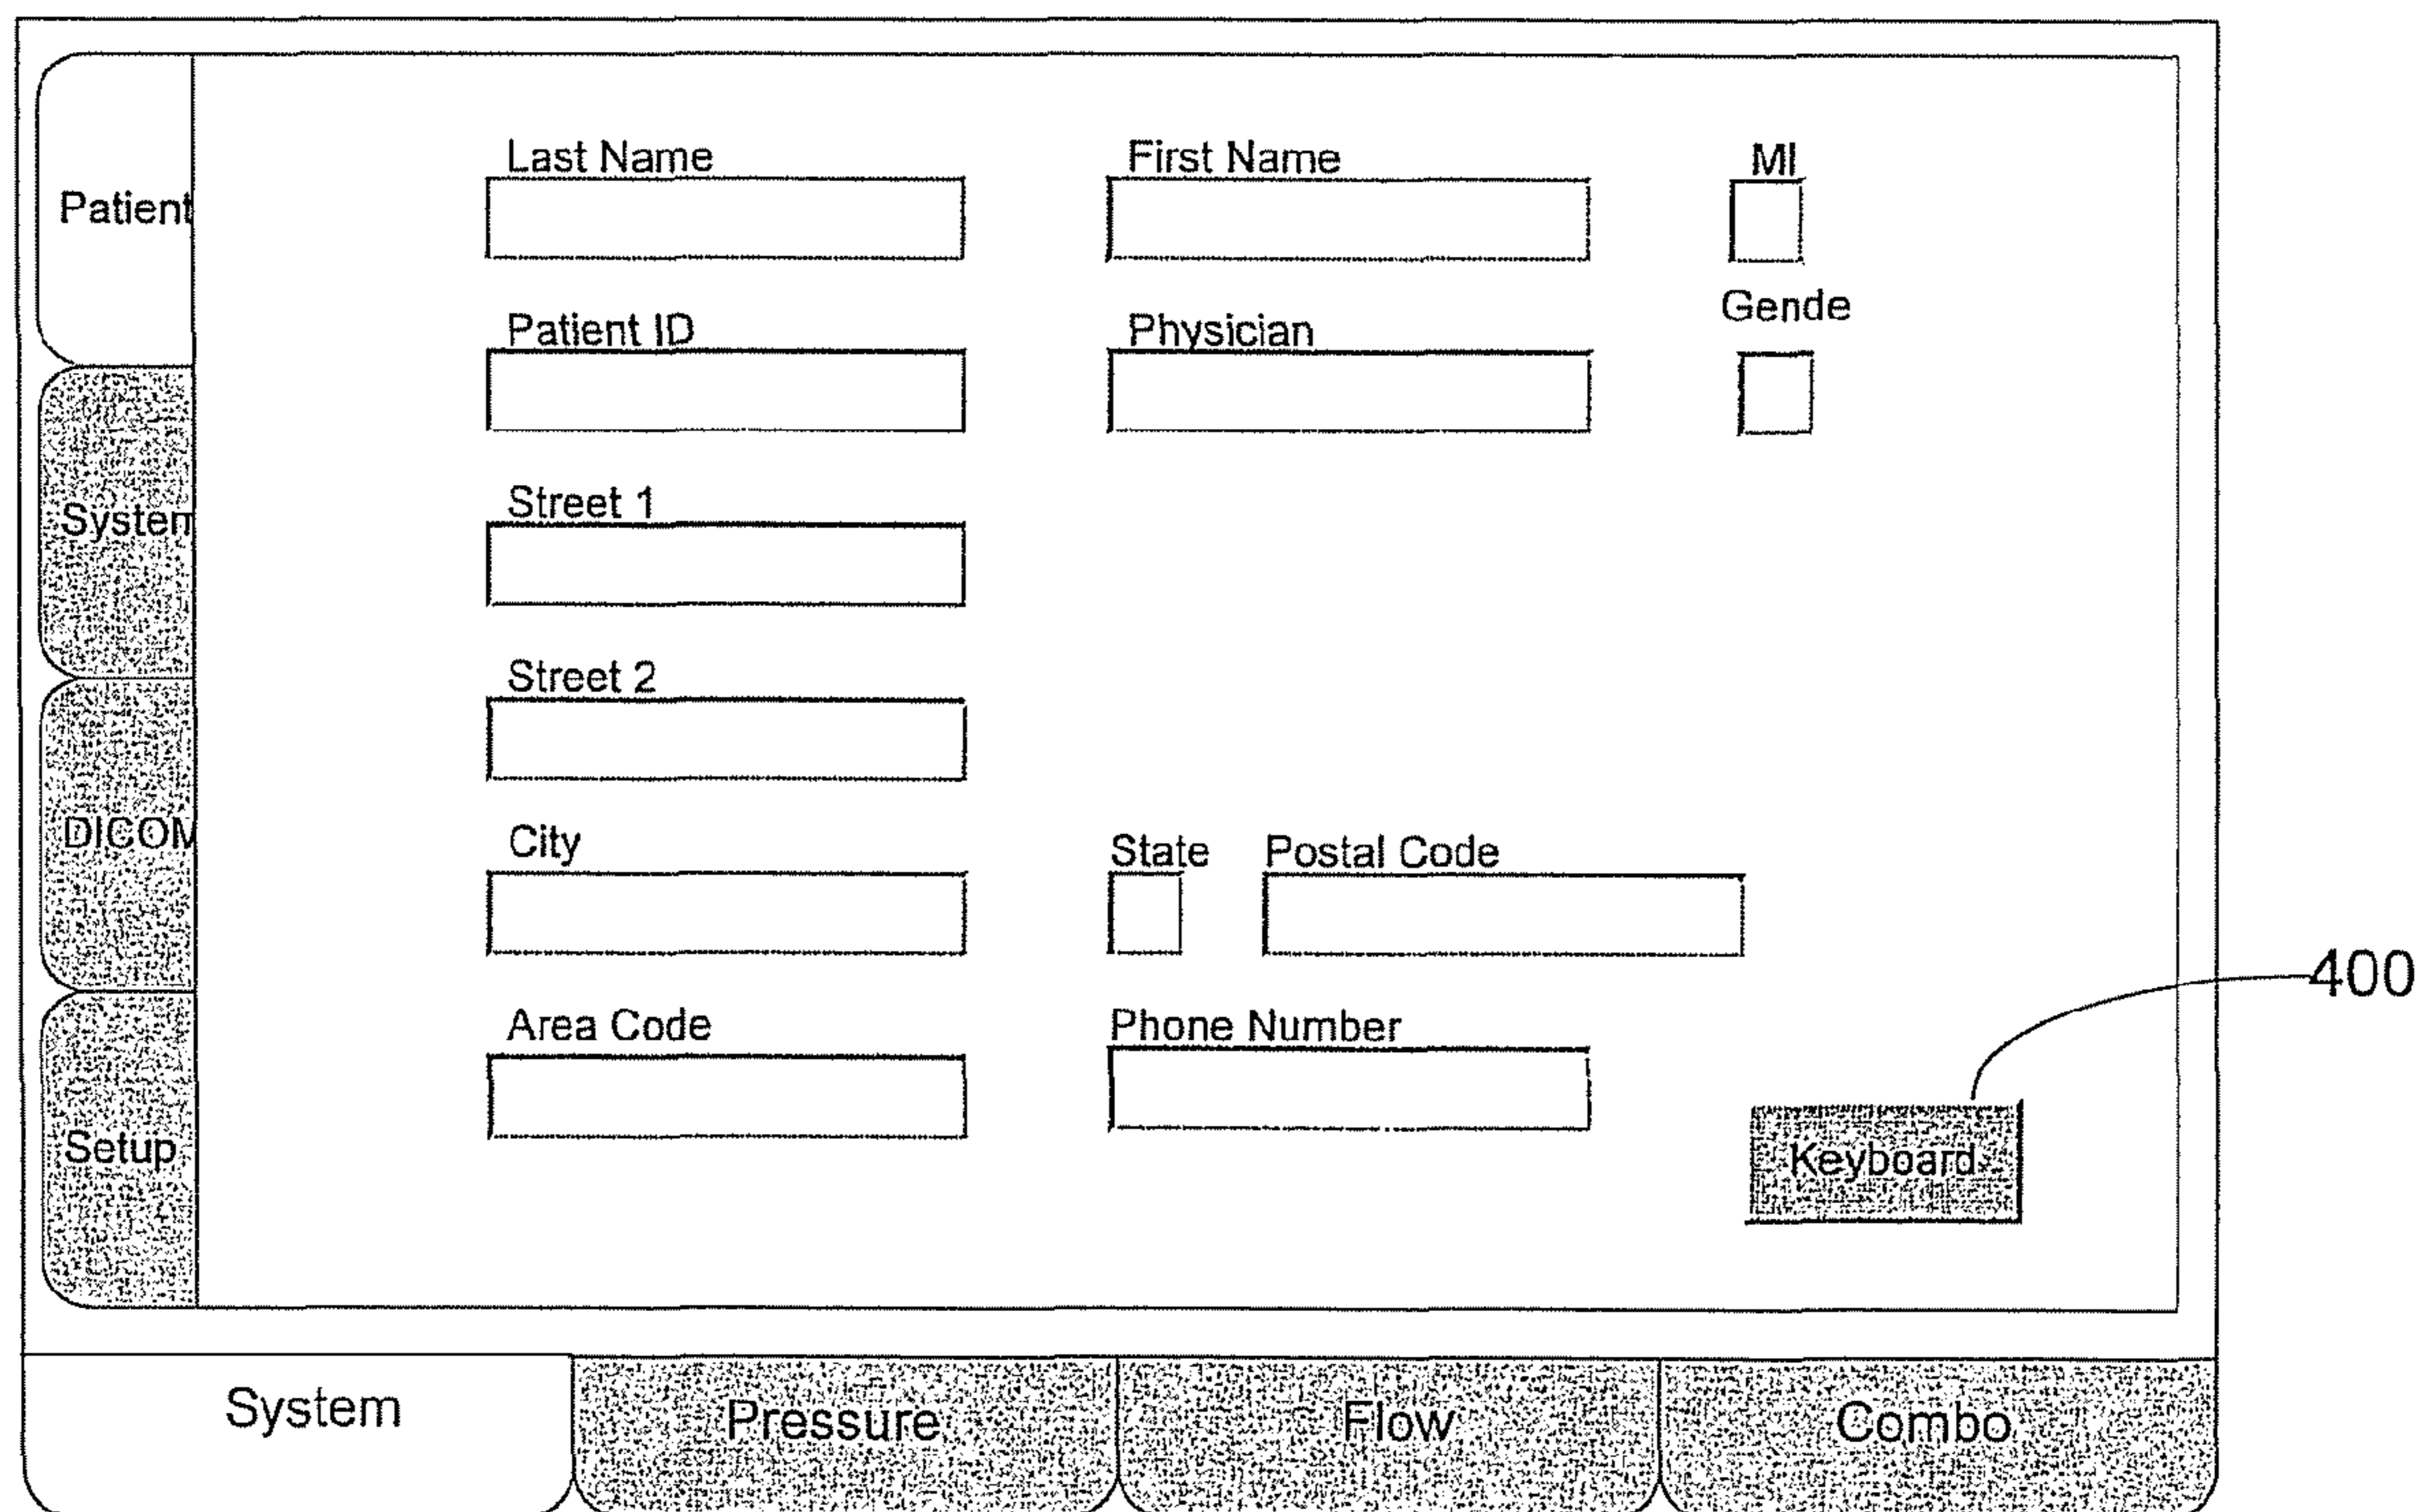 Last Name First Name MI
Patient
Gende
Patient ID Physician
Street 1
System
Street 2
DICOM
City State Postal Code
400
Area Code Phone Number
Setup
Keyboard
System Pressure Flow Combo